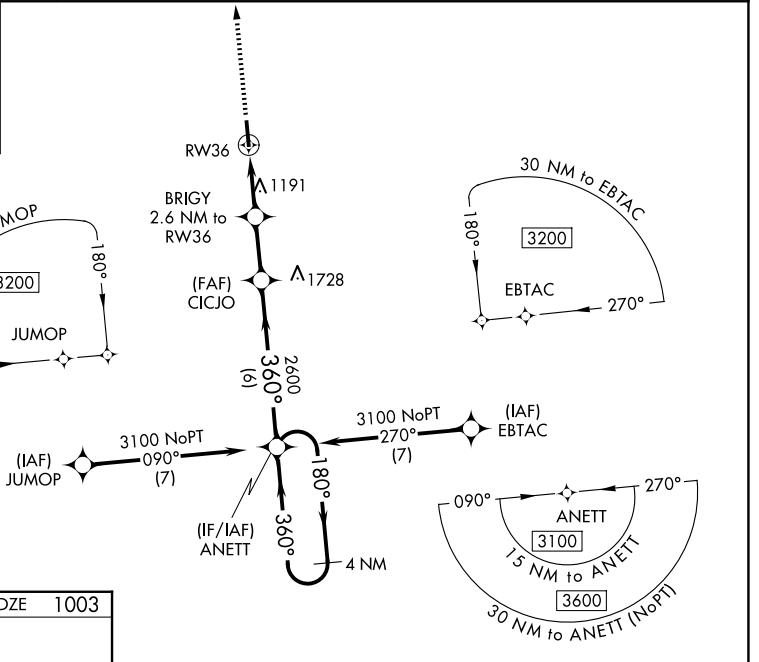 RW36
1191
BRIGY
2.6 NM to
RW36
(FAF)
CICJO
1728
MOP
180°
3200
JUMOP
30 NM to EBTAC
180°
3200
EBTAC
270°
2600
360°
(6)
3100 NoPT
090°
(7)
(IAF)
JUMOP
3100 NoPT
270°
(7)
(IAF)
EBTAC
180°
360°
(IF/IAF)
ANETT
4 NM
090°
270°
ANETT
3100
15 NM to ANETT
3600
30 NM to ANETT (NoPT)
DZE 1003